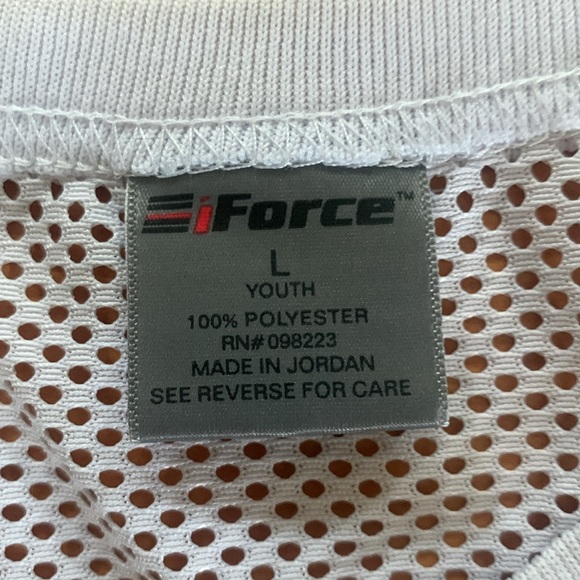 iForce™
L
YOUTH
100% POLYESTER
RN# 098223
MADE IN JORDAN
SEE REVERSE FOR CARE